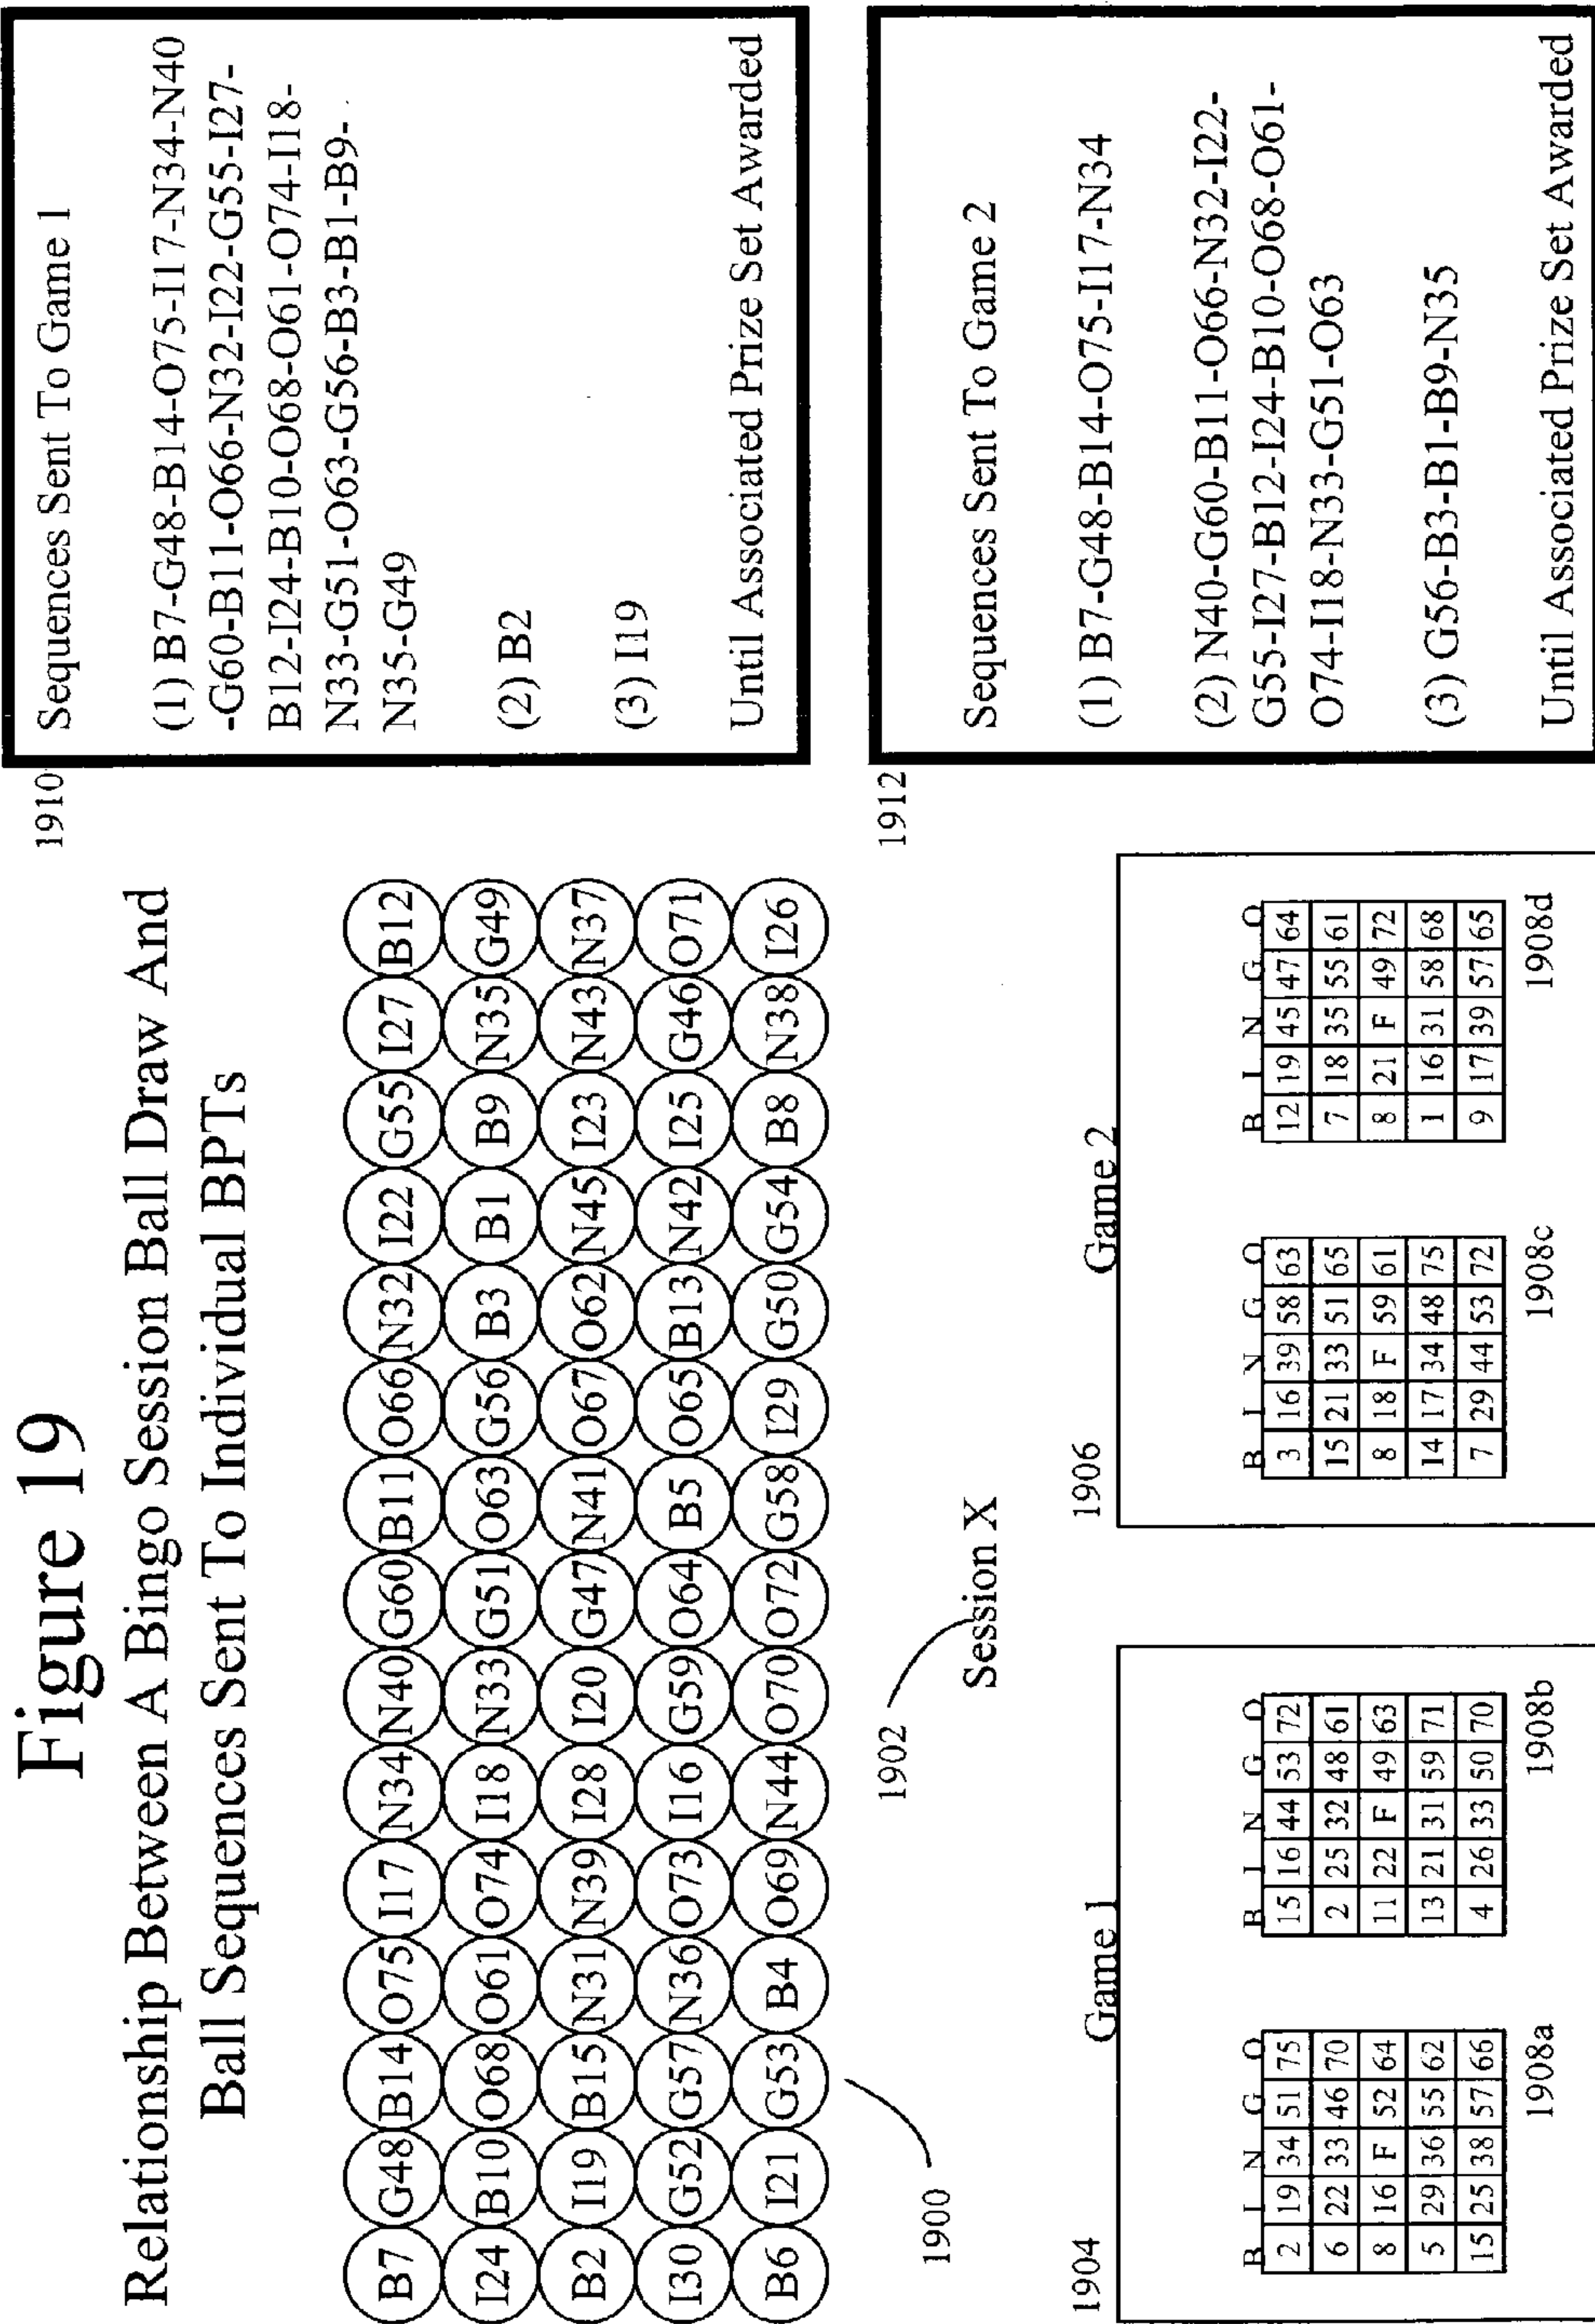 Figure 19
Relationship Between A Bingo Session Ball Draw And
Ball Sequences Sent To Individual BPTs
B7 G48 B14 O75 I17 N34 N40 G60 B11 O66 N32 I22 G55 I27 B12
I24 B10 O68 O61 O74 I18 N33 G51 O63 G56 B3 B1 B9 N35 G49
B2 I19 B15 N31 N39 I28 I20 G47 N41 O67 O62 N45 I23 N43 N37
I30 G52 G57 N36 O73 I16 G59 O64 B5 O65 B13 N42 I25 G46 O71
B6 I21 G53 B4 O69 N44 O70 O72 G58 I29 G50 G54 B8 N38 I26
1900
1902
Session X
1904
Game 1
B I N G O
2 19 34 51 75
6 22 33 46 70
8 16 F 52 64
5 29 36 55 62
15 25 38 57 66
1908a
B I N G O
15 16 44 53 72
2 25 32 48 61
11 22 F 49 63
13 21 31 59 71
4 26 33 50 70
1908b
1906
Game 2
B I N G O
3 16 39 58 63
15 21 33 51 65
8 18 F 59 61
14 17 34 48 75
7 29 44 53 72
1908c
B I N G O
12 19 45 47 64
7 18 35 55 61
8 21 F 49 72
1 16 31 58 68
9 17 39 57 65
1908d
1910
Sequences Sent To Game 1
(1) B7-G48-B14-O75-I17-N34-N40
-G60-B11-O66-N32-I22-G55-I27-
B12-I24-B10-O68-O61-O74-I18-
N33-G51-O63-G56-B3-B1-B9-
N35-G49
(2) B2
(3) I19
Until Associated Prize Set Awarded
1912
Sequences Sent To Game 2
(1) B7-G48-B14-O75-I17-N34
(2) N40-G60-B11-O66-N32-I22-
G55-I27-B12-I24-B10-O68-O61-
O74-I18-N33-G51-O63
(3) G56-B3-B1-B9-N35
Until Associated Prize Set Awarded